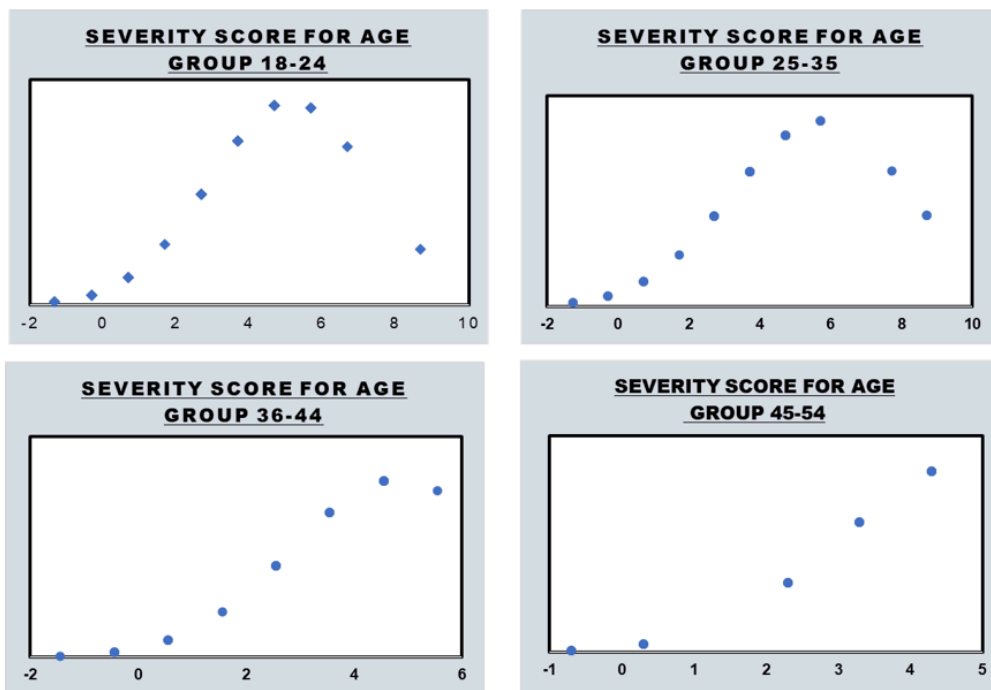 SEVERITY SCORE FOR AGE
GROUP 18-24
-2 0 2 4 6 8 10
SEVERITY SCORE FOR AGE
GROUP 25-35
-2 0 2 4 6 8 10
SEVERITY SCORE FOR AGE
GROUP 36-44
-2 0 2 4 6
SEVERITY SCORE FOR AGE
GROUP 45-54
-1 0 1 2 3 4 5